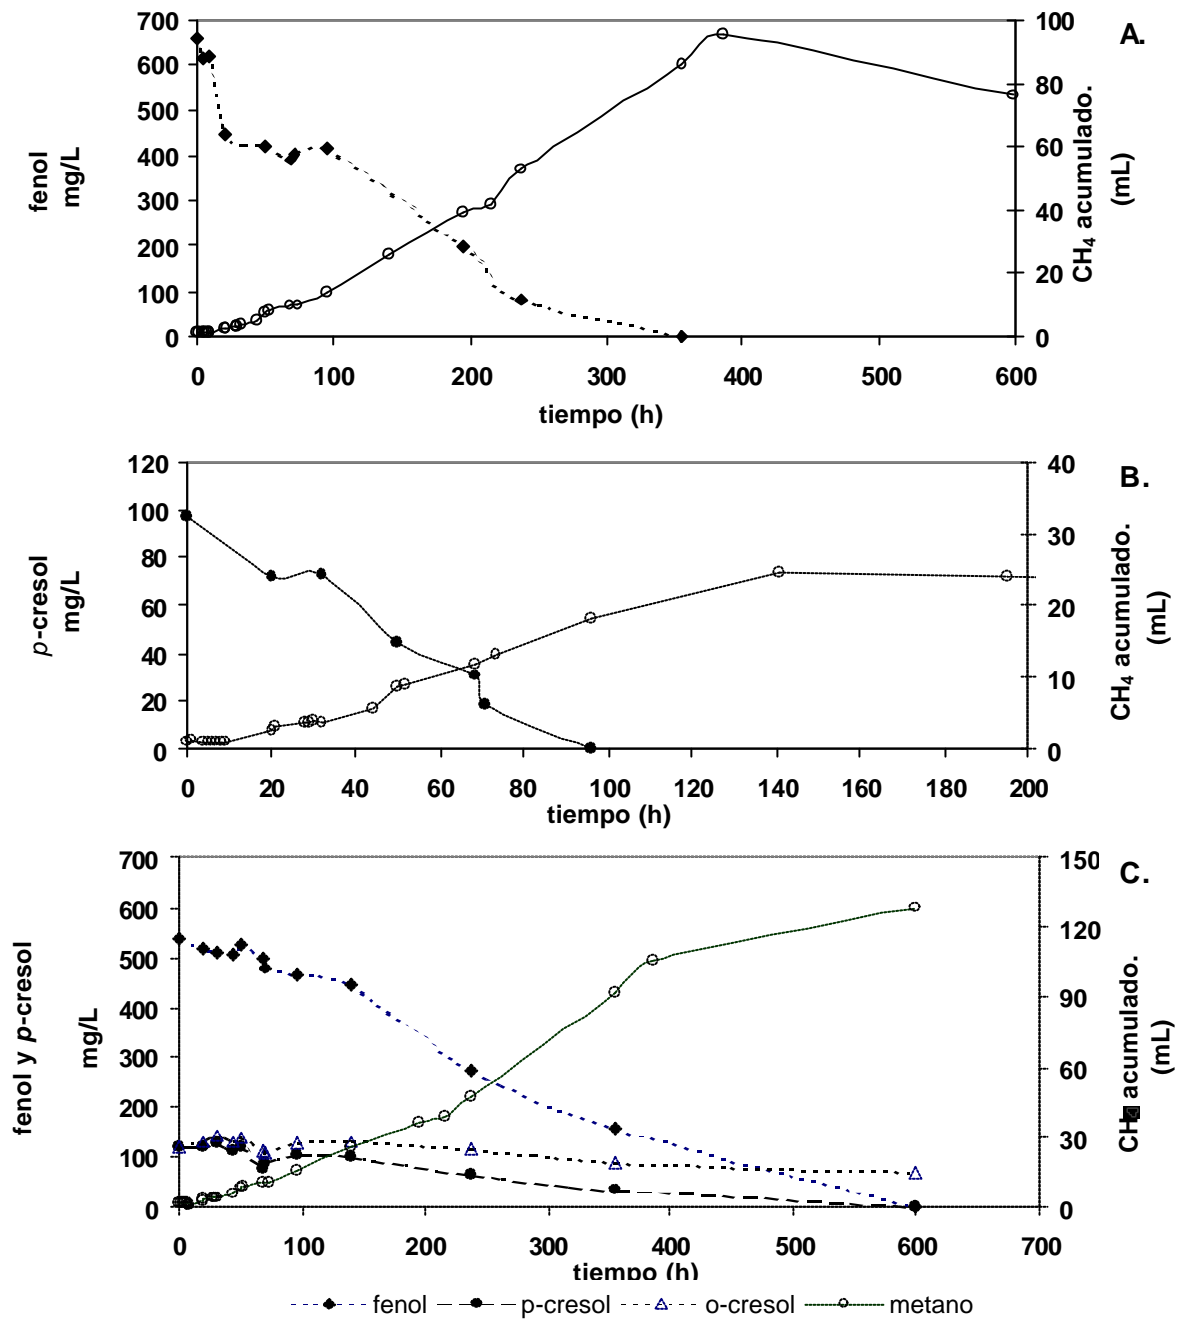 A.
fenol
mg/L
700
600
500
400
300
200
100
0
100
80
60
40
20
0
CH₄ acumulado.
(mL)
0 100 200 300 400 500 600
tiempo (h)
B.
p-cresol
mg/L
120
100
80
60
40
20
0
40
30
20
10
0
CH₄ acumulado.
(mL)
0 20 40 60 80 100 120 140 160 180 200
tiempo (h)
C.
fenol y p-cresol
mg/L
700
600
500
400
300
200
100
0
150
120
90
60
30
0
CH4 acumulado.
(mL)
0 100 200 300 400 500 600 700
tiempo (h)
fenol p-cresol o-cresol metano